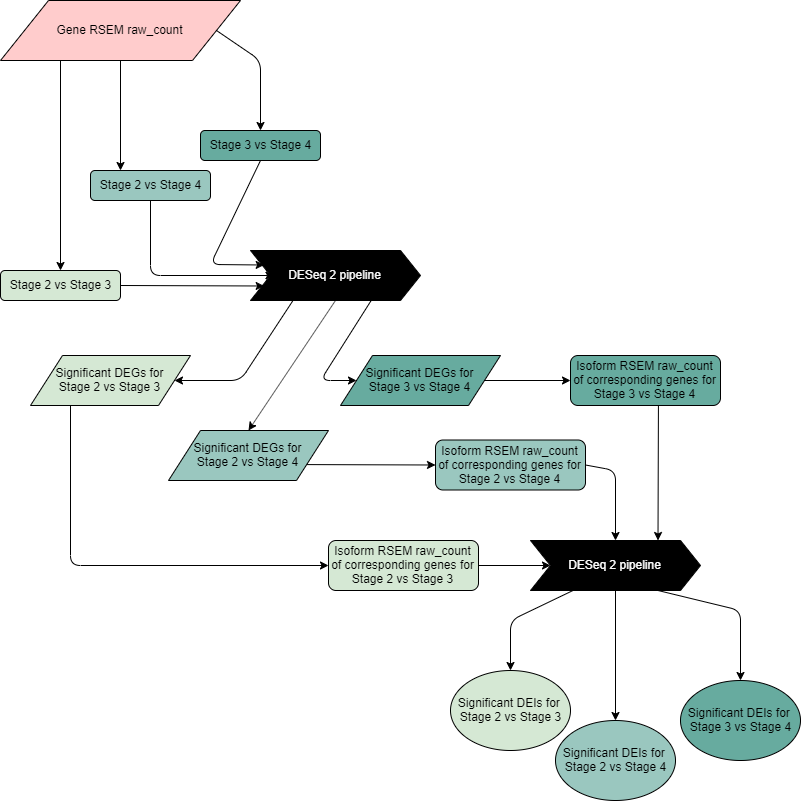 Gene RSEM raw_count
Stage 3 vs Stage 4
Stage 2 vs Stage 4
Stage 2 vs Stage 3
DESeq 2 pipeline
Significant DEGs for
Stage 2 vs Stage 3
Significant DEGs for
Stage 3 vs Stage 4
Isoform RSEM raw_count
of corresponding genes for
Stage 3 vs Stage 4
Significant DEGs for
Stage 2 vs Stage 4
Isoform RSEM raw_count
of corresponding genes for
Stage 2 vs Stage 4
Isoform RSEM raw_count
of corresponding genes for
Stage 2 vs Stage 3
DESeq 2 pipeline
Significant DEIs for
Stage 2 vs Stage 3
Significant DEIs for
Stage 2 vs Stage 4
Significant DEIs for
Stage 3 vs Stage 4